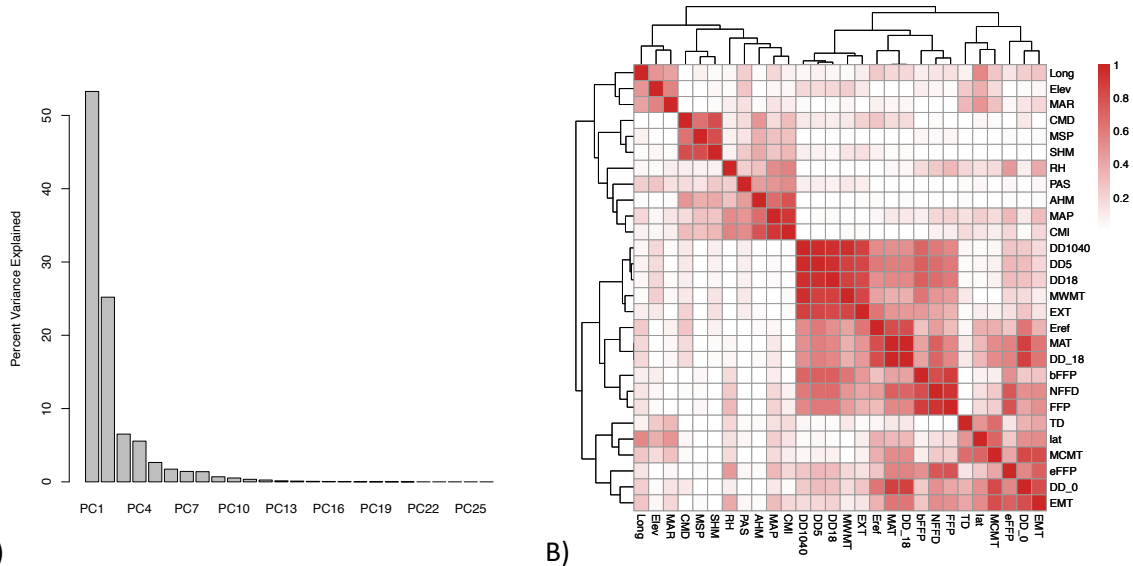 Percent Variance Explained
50
40
30
20
10
0
PC1 PC4 PC7 PC10 PC13 PC16 PC19 PC22 PC25
)
B)
Long
Elev
MAR
CMD
MSP
SHM
RH
PAS
AHM
MAP
CMI
DD1040
DD5
DD18
MWMT
EXT
Eref
MAT
DD_18
bFFP
NFFD
FFP
TD
lat
MCMT
eFFP
DD_0
EMT
Long Elev MAR CMD MSP SHM RH PAS AHM MAP CMI DD1040 DD5 DD18 MWMT EXT Eref MAT DD_18 bFFP NFFD FFP TD lat MCMT eFFP DD_0 EMT
1
0.8
0.6
0.4
0.2